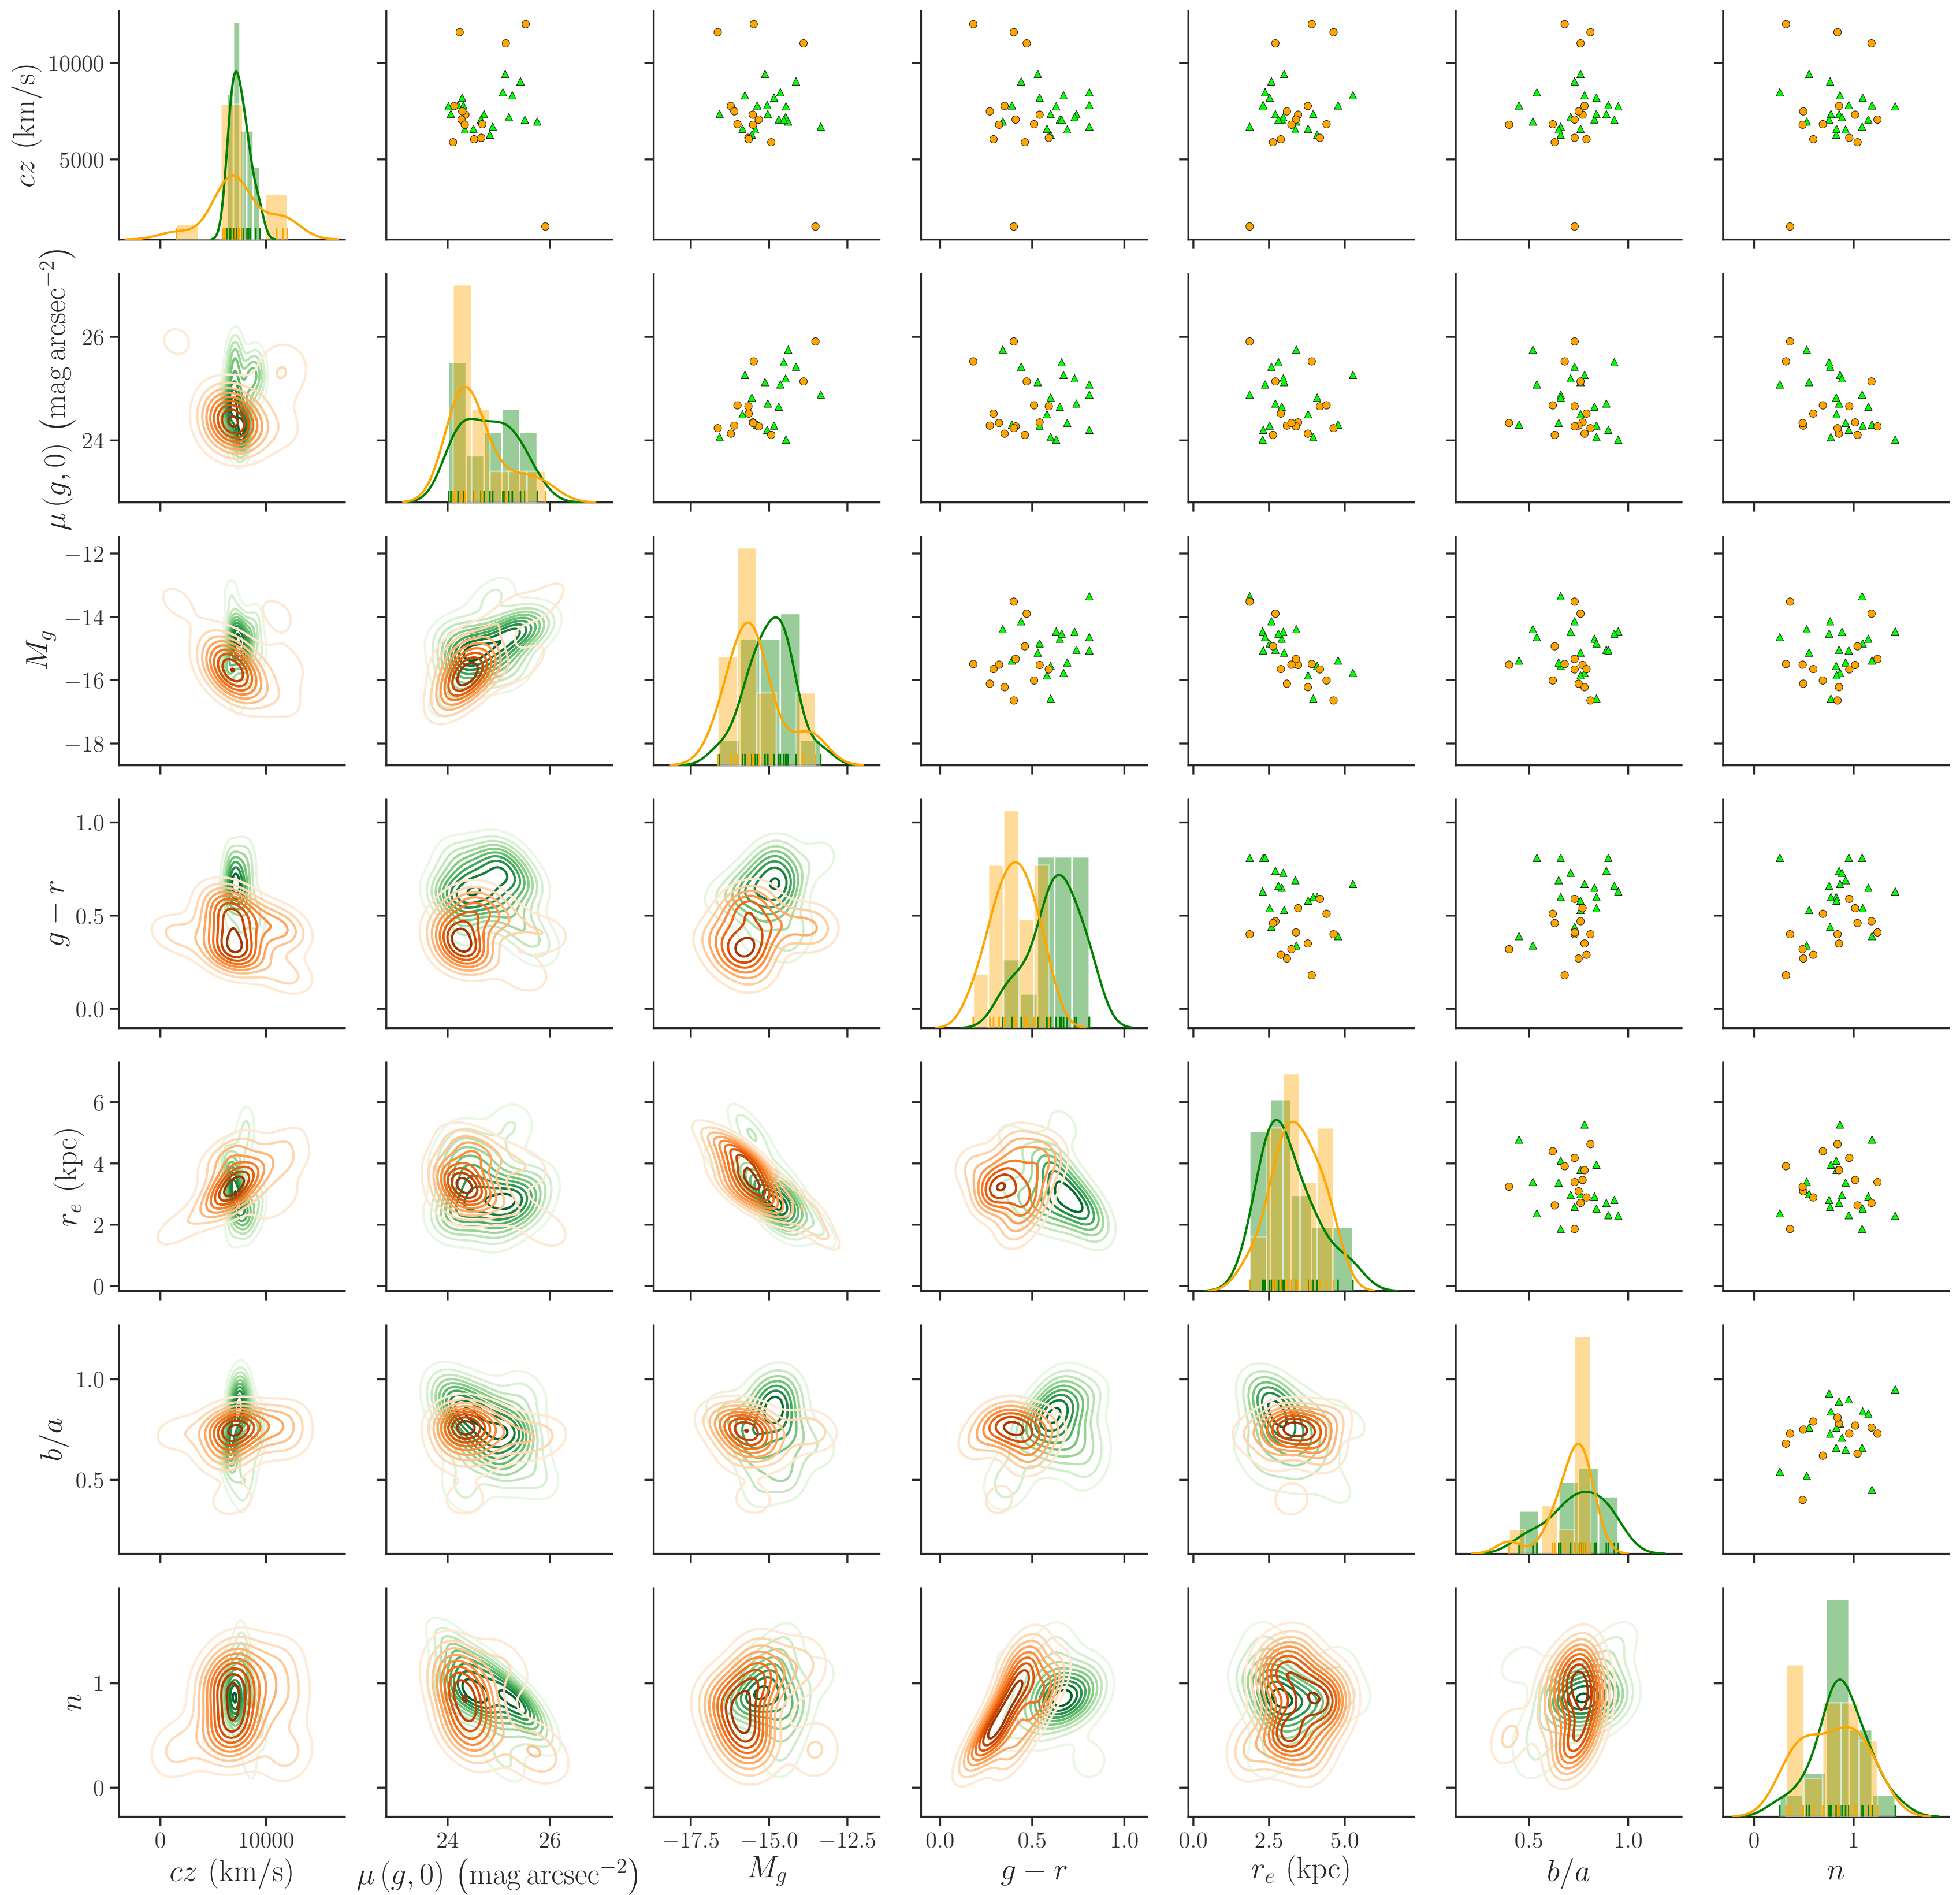 cz (km/s)
10000
5000
μ (g, 0) (mag arcsec⁻²)
26
24
M_g
−12
−14
−16
−18
g − r
1.0
0.5
0.0
r_e (kpc)
6
4
2
0
b/a
1.0
0.5
n
1
0
0 10000 24 26 −17.5 −15.0 −12.5 0.0 0.5 1.0 0.0 2.5 5.0 0.5 1.0 0 1
cz (km/s) μ (g, 0) (mag arcsec⁻²) M_g g − r r_e (kpc) b/a n